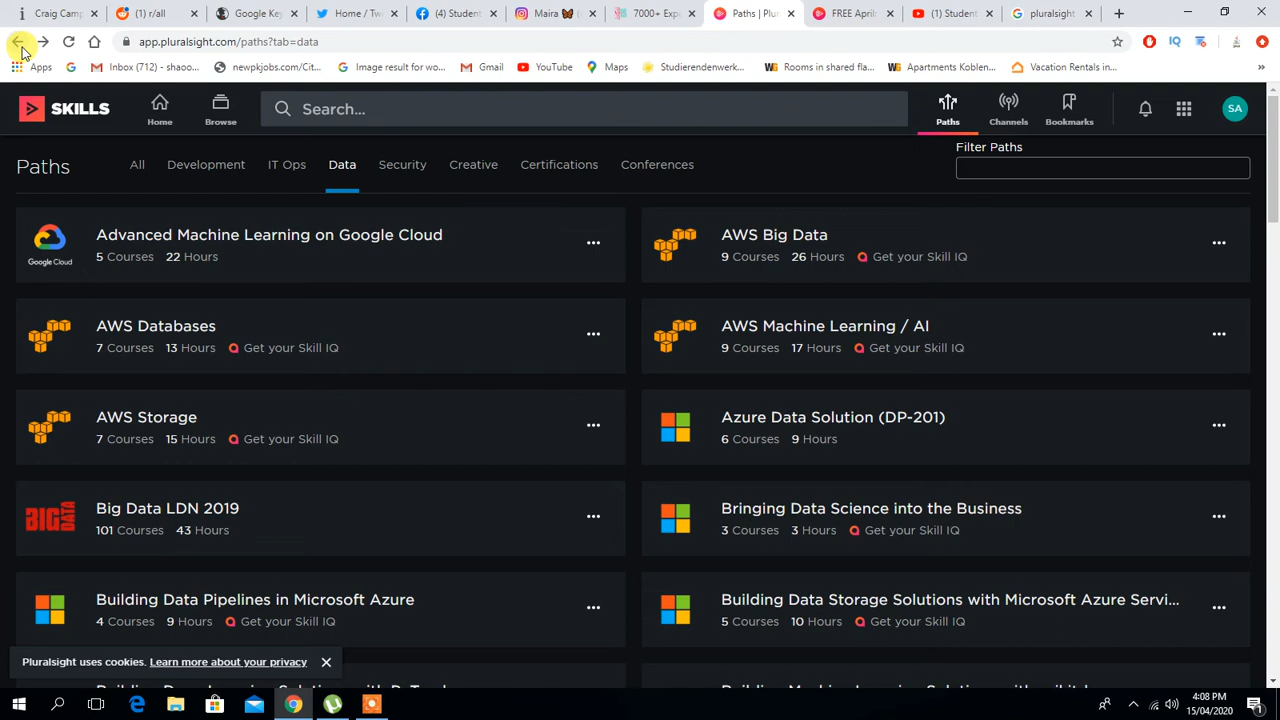 Craig Camp
r/all
Google Key
Home / Tw
(4) Student
Maira
7000+ Exp
Paths | Plur
FREE April
(1) Student
pluralsight
app.pluralsight.com/paths?tab=data
Apps
Inbox (712) - shaoo...
newpkjobs.com/Cit...
Image result for wo...
Gmail
YouTube
Maps
Studierendenwerk...
Rooms in shared fla...
Apartments Koblen...
Vacation Rentals in...
SKILLS
Home
Browse
Search...
Paths
Channels
Bookmarks
SA
Paths
All
Development
IT Ops
Data
Security
Creative
Certifications
Conferences
Filter Paths
Advanced Machine Learning on Google Cloud
5 Courses 22 Hours
Google Cloud
AWS Big Data
9 Courses 26 Hours Get your Skill IQ
AWS Databases
7 Courses 13 Hours Get your Skill IQ
AWS Machine Learning / AI
9 Courses 17 Hours Get your Skill IQ
AWS Storage
7 Courses 15 Hours Get your Skill IQ
Azure Data Solution (DP-201)
6 Courses 9 Hours
BIG DATA
Big Data LDN 2019
101 Courses 43 Hours
Bringing Data Science into the Business
3 Courses 3 Hours Get your Skill IQ
Building Data Pipelines in Microsoft Azure
4 Courses 9 Hours Get your Skill IQ
Building Data Storage Solutions with Microsoft Azure Servi...
5 Courses 10 Hours Get your Skill IQ
Pluralsight uses cookies. Learn more about your privacy
4:08 PM
15/04/2020